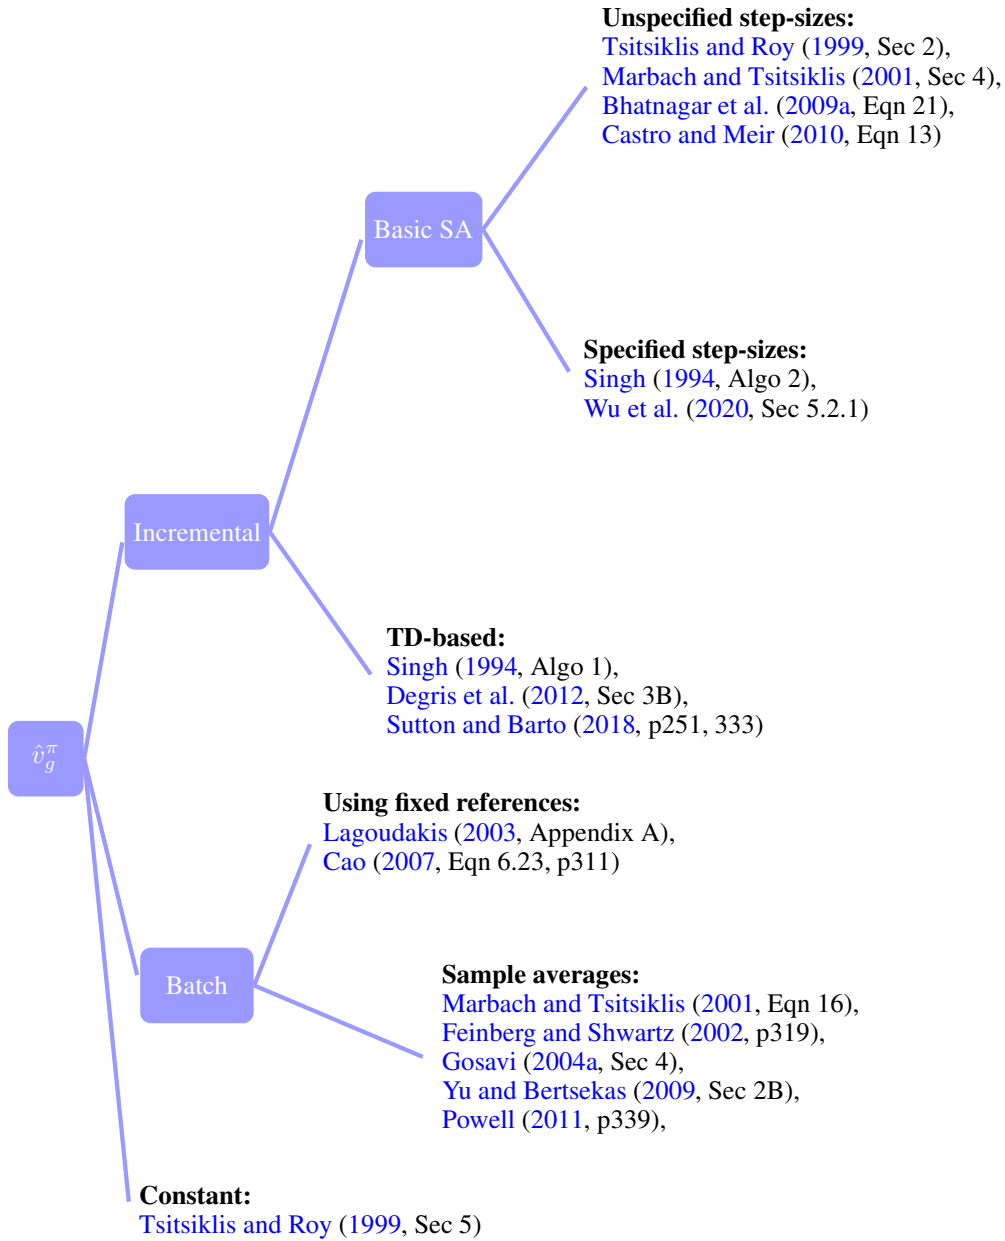 Unspecified step-sizes:
Tsitsiklis and Roy (1999, Sec 2),
Marbach and Tsitsiklis (2001, Sec 4),
Bhatnagar et al. (2009a, Eqn 21),
Castro and Meir (2010, Eqn 13)
Basic SA
Specified step-sizes:
Singh (1994, Algo 2),
Wu et al. (2020, Sec 5.2.1)
Incremental
TD-based:
Singh (1994, Algo 1),
Degris et al. (2012, Sec 3B),
Sutton and Barto (2018, p251, 333)
v̂_g^π
Using fixed references:
Lagoudakis (2003, Appendix A),
Cao (2007, Eqn 6.23, p311)
Batch
Sample averages:
Marbach and Tsitsiklis (2001, Eqn 16),
Feinberg and Shwartz (2002, p319),
Gosavi (2004a, Sec 4),
Yu and Bertsekas (2009, Sec 2B),
Powell (2011, p339),
Constant:
Tsitsiklis and Roy (1999, Sec 5)